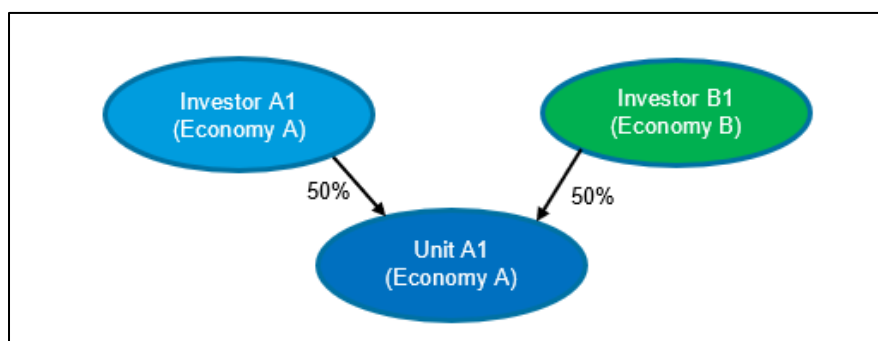 Investor A1
(Economy A)
Investor B1
(Economy B)
50%
50%
Unit A1
(Economy A)